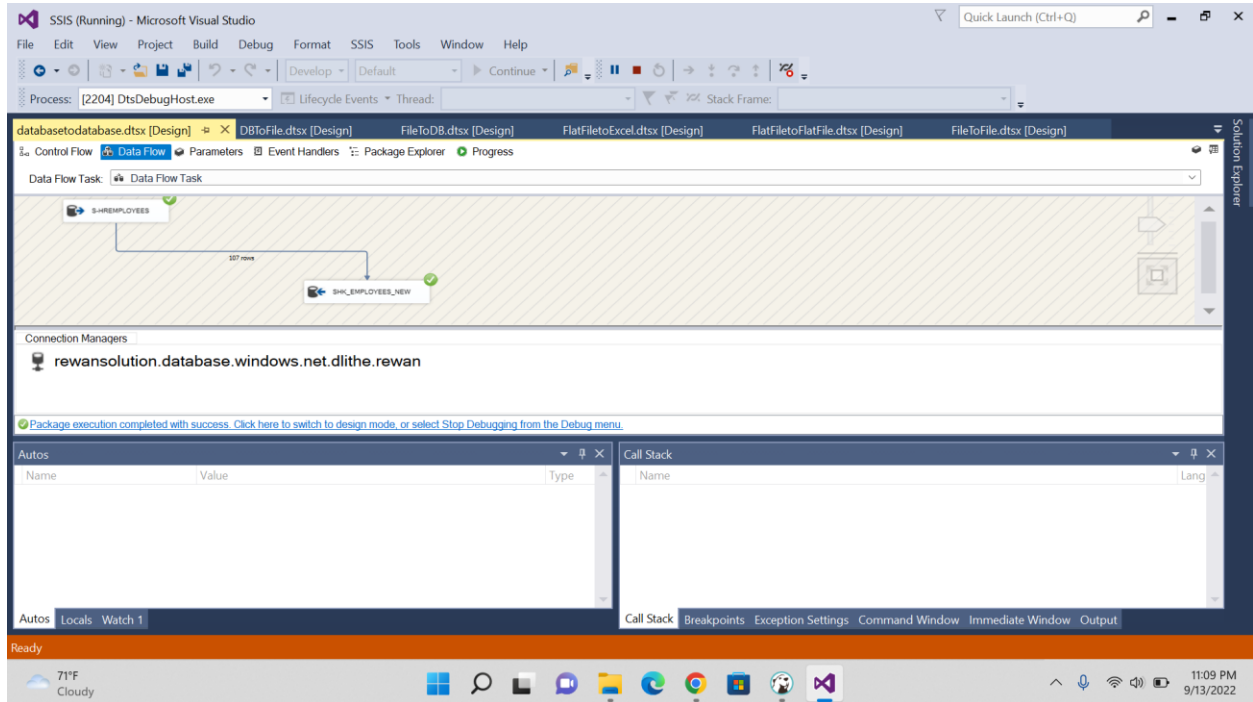 SSIS (Running) - Microsoft Visual Studio
Quick Launch (Ctrl+Q)
File Edit View Project Build Debug Format SSIS Tools Window Help
Develop Default Continue
Process: [2204] DtsDebugHost.exe Lifecycle Events Thread: Stack Frame:
databasetodatabase.dtsx [Design] DBToFile.dtsx [Design] FileToDB.dtsx [Design] FlatFiletoExcel.dtsx [Design] FlatFiletoFlatFile.dtsx [Design] FileToFile.dtsx [Design]
Solution Explorer
Control Flow Data Flow Parameters Event Handlers Package Explorer Progress
Data Flow Task: Data Flow Task
S-HREMPLOYEES
107 rows
SHK_EMPLOYEES_NEW
Connection Managers
rewansolution.database.windows.net.dlithe.rewan
Package execution completed with success. Click here to switch to design mode, or select Stop Debugging from the Debug menu.
Autos
Name Value Type
Call Stack
Name Lang
Autos Locals Watch 1
Call Stack Breakpoints Exception Settings Command Window Immediate Window Output
Ready
71°F
Cloudy
11:09 PM
9/13/2022